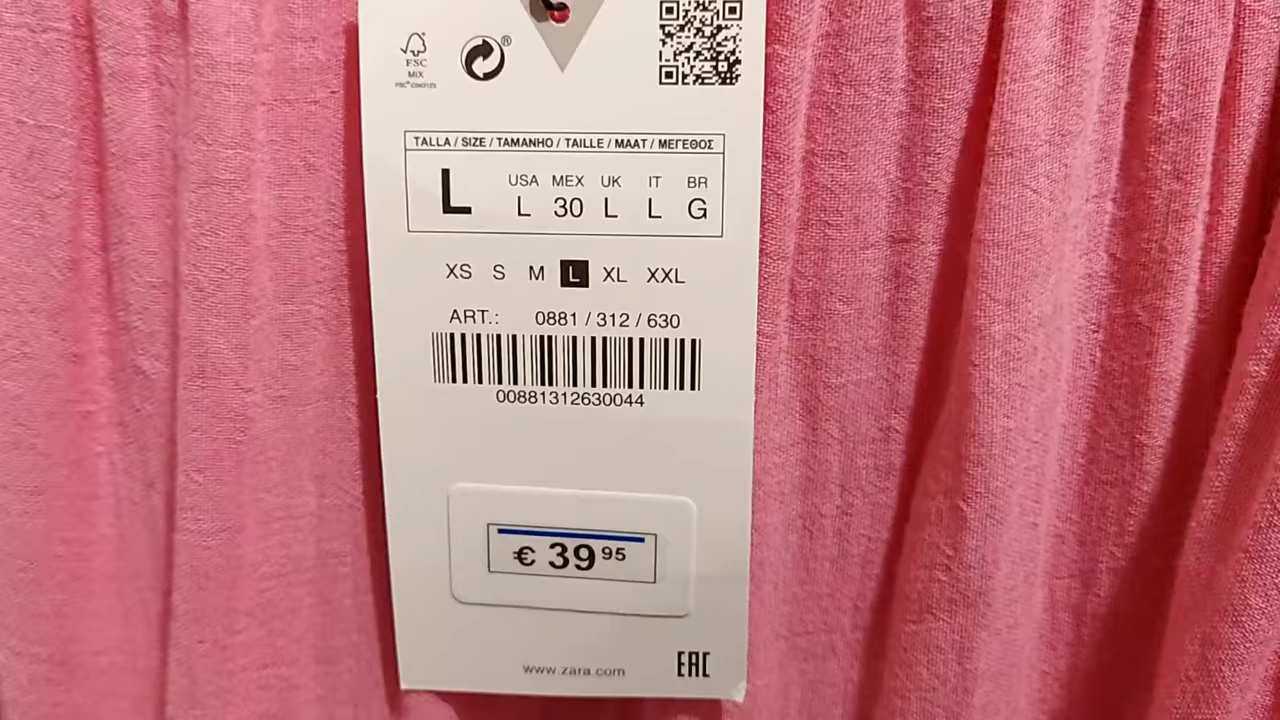 FSC
MIX
FSC® C043123
®
TALLA / SIZE / TAMANHO / TAILLE / MAAT / ΜΕΓΕΘΟΣ
L
USA MEX UK IT BR
L 30 L L G
XS S M L XL XXL
ART.: 0881 / 312 / 630
00881312630044
€ 39 95
www.zara.com
EAC